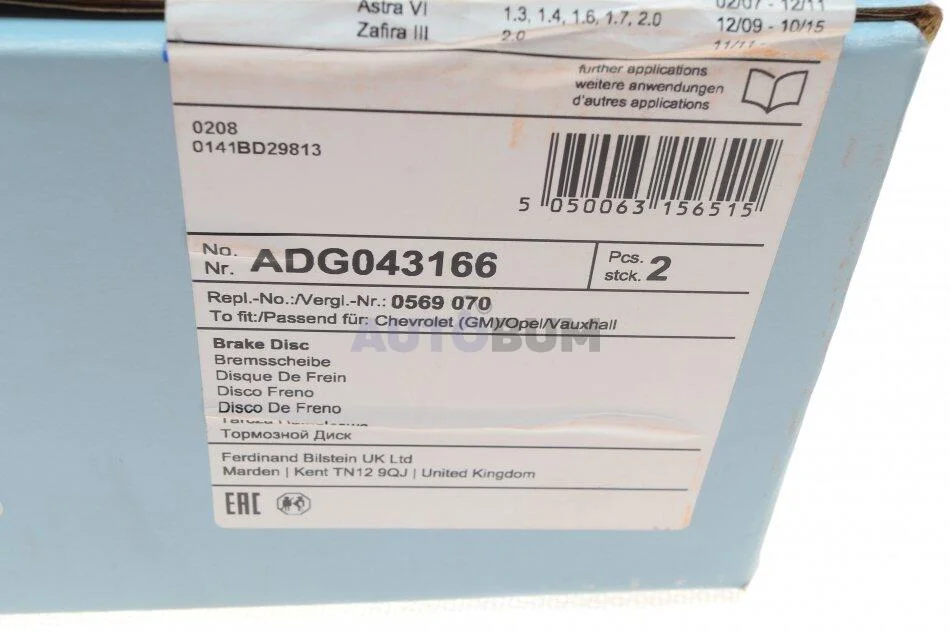 Astra VI 1.3, 1.4, 1.6, 1.7, 2.0 12/09 - 10/15
Zafira III 2.0 11/11 -
further applications
weitere anwendungen
d'autres applications
0208
0141BD29813
5 050063 156515
No.
Nr. ADG043166
Pcs.
stck. 2
Repl.-No.:/Vergl.-Nr.: 0569 070
To fit:/Passend für: Chevrolet (GM)/Opel/Vauxhall
AUTOBUM
Brake Disc
Bremsscheibe
Disque De Frein
Disco Freno
Disco De Freno
Тормозной Диск
Ferdinand Bilstein UK Ltd
Marden | Kent TN12 9QJ | United Kingdom
EAC